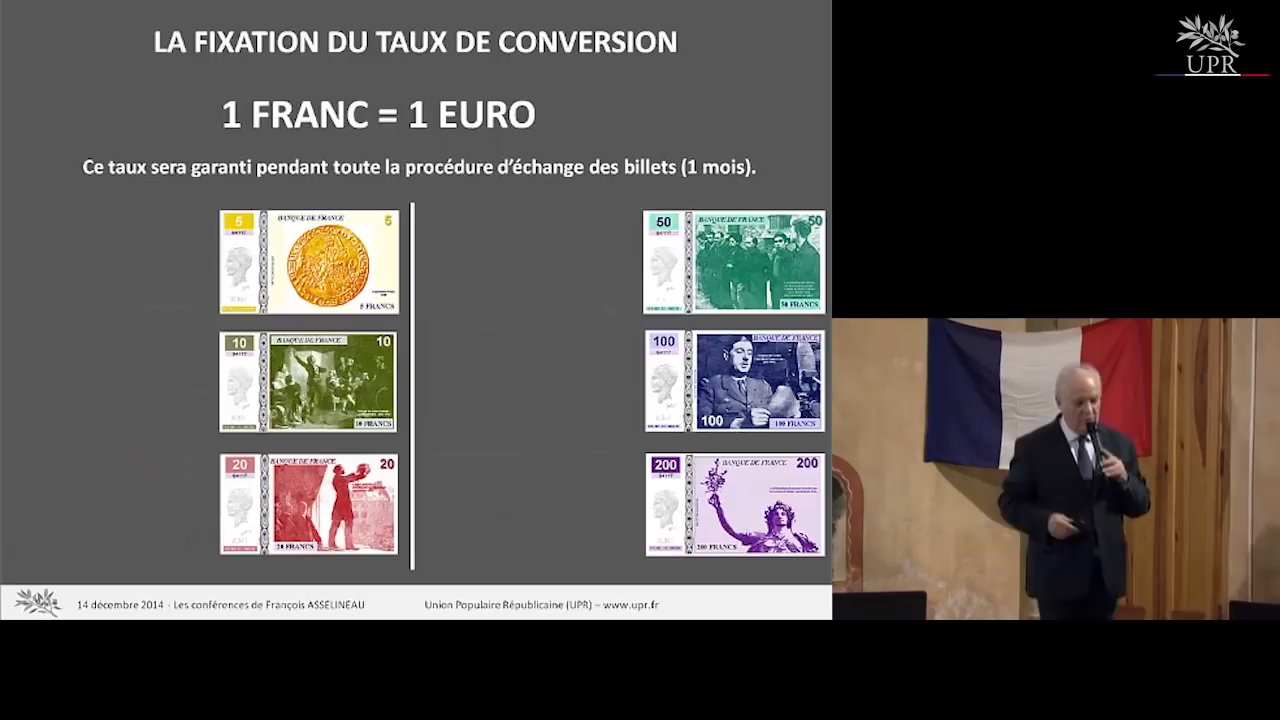 LA FIXATION DU TAUX DE CONVERSION
1 FRANC = 1 EURO
Ce taux sera garanti pendant toute la procédure d'échange des billets (1 mois).
5
BANQUE DE FRANCE
5
5 FRANCS
50
BANQUE DE FRANCE
50
50 FRANCS
10
BANQUE DE FRANCE
10
10 FRANCS
100
BANQUE DE FRANCE
100
100 FRANCS
20
BANQUE DE FRANCE
20
20 FRANCS
200
BANQUE DE FRANCE
200
200 FRANCS
14 décembre 2014 - Les conférences de François ASSELINEAU
Union Populaire Républicaine (UPR) – www.upr.fr
UPR